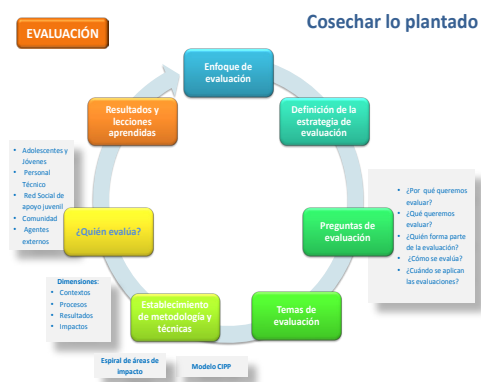 Cosechar lo plantado
EVALUACIÓN
Enfoque de
evaluación
Definición de la
estrategia de
evaluación
Preguntas de
evaluación
• ¿Por qué queremos
evaluar?
• ¿Qué queremos
evaluar?
• ¿Quién forma parte
de la evaluación?
• ¿Cómo se evalúa?
• ¿Cuándo se aplican
las evaluaciones?
Temas de
evaluación
Establecimiento
de metodología y
técnicas
Dimensiones:
• Contextos
• Procesos
• Resultados
• Impactos
Espiral de áreas de
impacto
Modelo CIPP
¿Quién evalúa?
• Adolescentes y
Jóvenes
• Personal
Técnico
• Red Social de
apoyo juvenil
• Comunidad
• Agentes
externos
Resultados y
lecciones
aprendidas